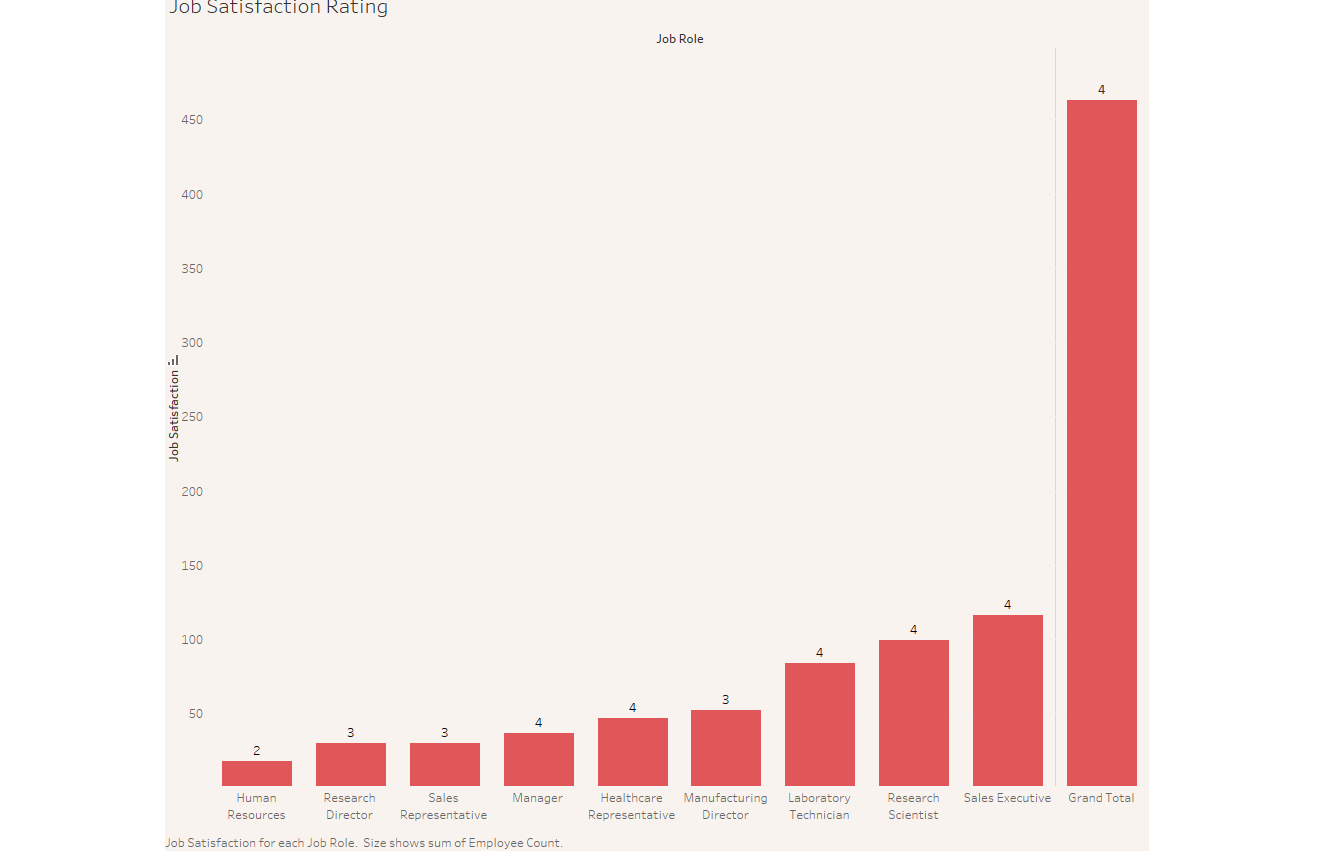 Job Satisfaction Rating
Job Role
4
450
400
350
300
250
200
150
100
50
Job Satisfaction
2
3
3
4
4
3
4
4
4
Human
Resources
Research
Director
Sales
Representative
Manager
Healthcare
Representative
Manufacturing
Director
Laboratory
Technician
Research
Scientist
Sales Executive
Grand Total
Job Satisfaction for each Job Role. Size shows sum of Employee Count.